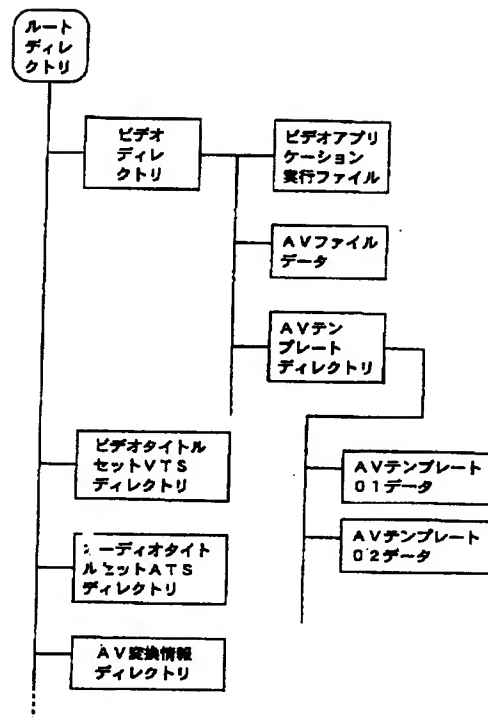 ルート
ディレ
クトリ
ビデオ
ディレ
クトリ
ビデオアプリ
ケーション
実行ファイル
AVファイル
データ
AVテン
プレート
ディレクトリ
ビデオタイトル
セットVTS
ディレクトリ
AVテンプレート
01データ
ーディオタイト
ルセットATS
ディレクトリ
AVテンプレート
02データ
AV変換情報
ディレクトリ